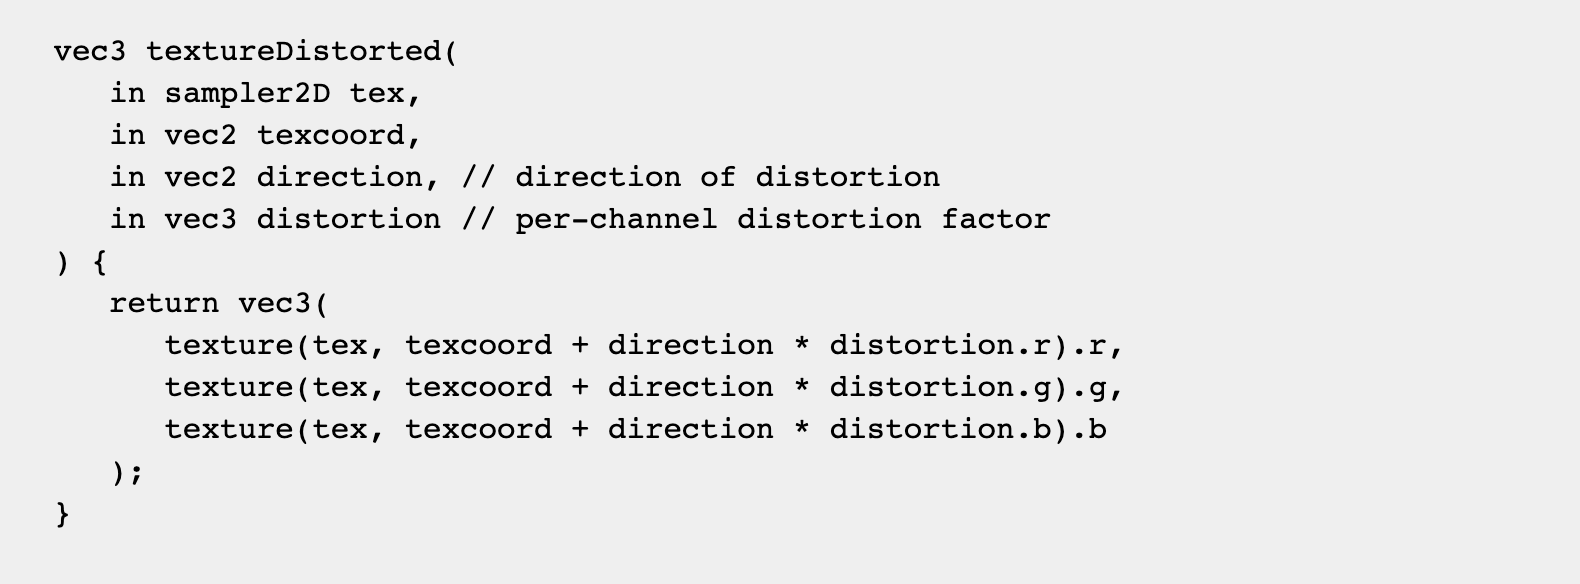 vec3 textureDistorted(
   in sampler2D tex,
   in vec2 texcoord,
   in vec2 direction, // direction of distortion
   in vec3 distortion // per-channel distortion factor
) {
   return vec3(
      texture(tex, texcoord + direction * distortion.r).r,
      texture(tex, texcoord + direction * distortion.g).g,
      texture(tex, texcoord + direction * distortion.b).b
   );
}